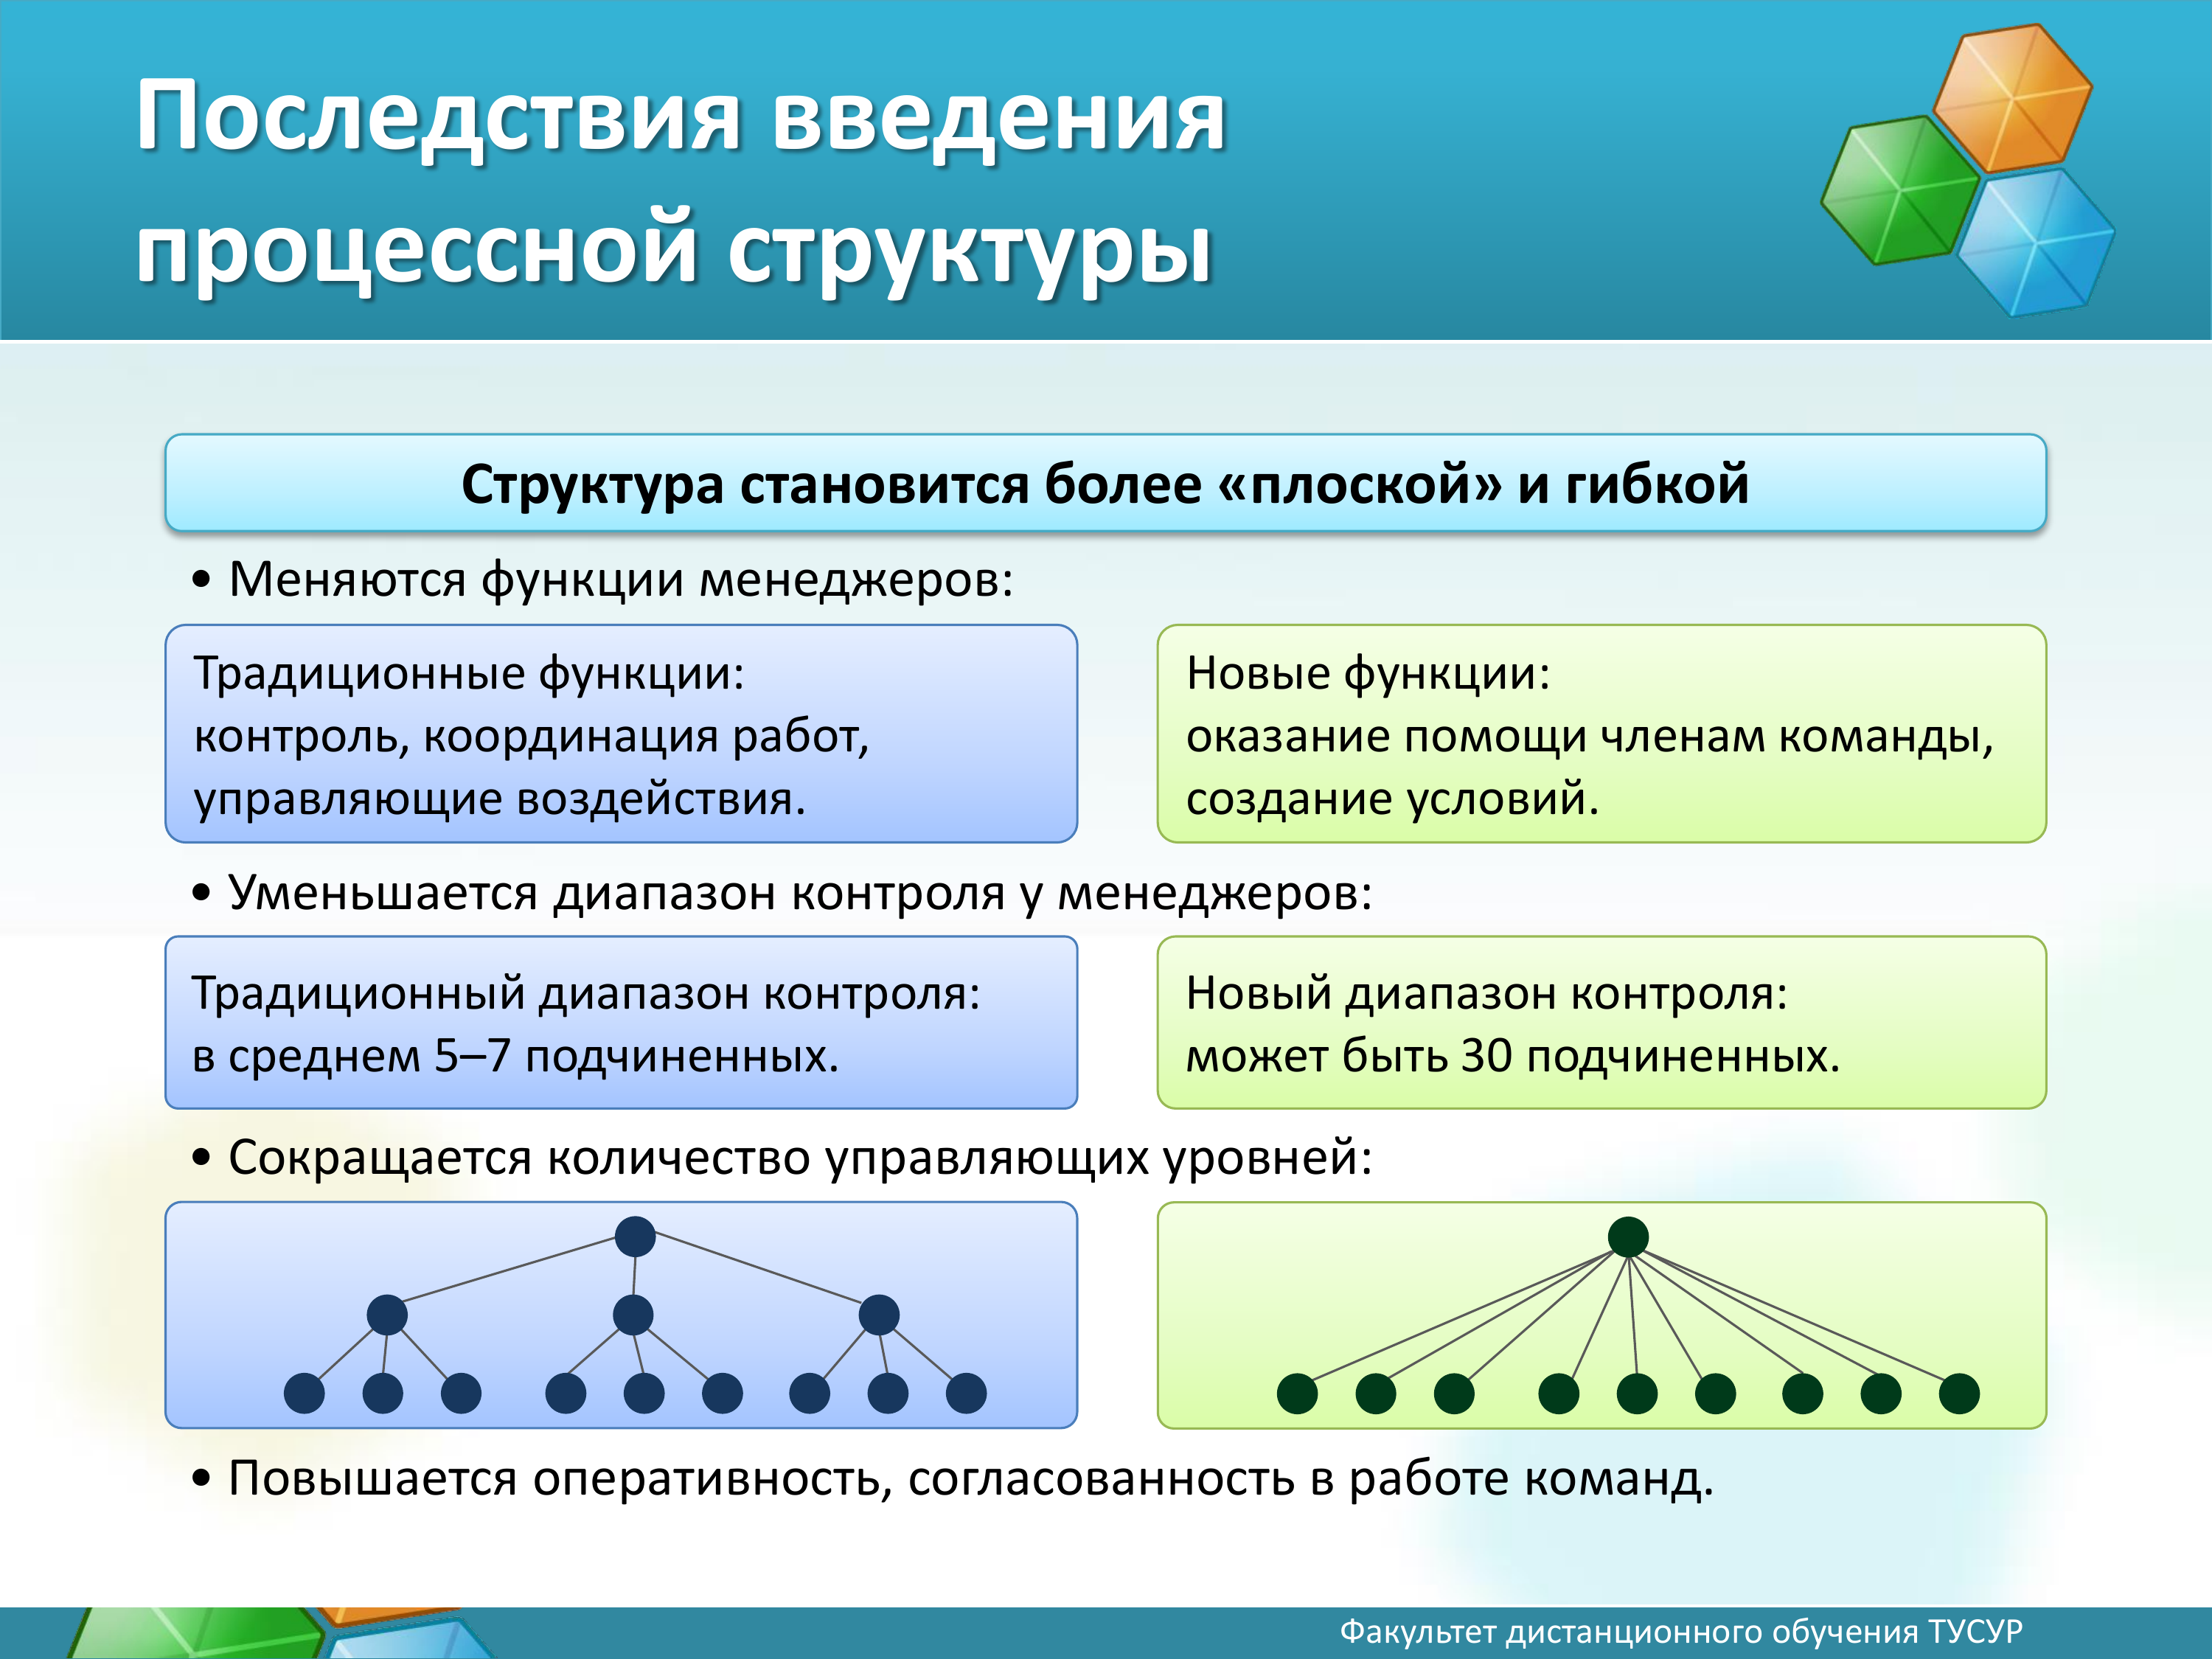 Последствия введения
процессной структуры
Структура становится более «плоской» и гибкой
• Меняются функции менеджеров:
Традиционные функции:
контроль, координация работ,
управляющие воздействия.
Новые функции:
оказание помощи членам команды,
создание условий.
• Уменьшается диапазон контроля у менеджеров:
Традиционный диапазон контроля:
в среднем 5–7 подчиненных.
Новый диапазон контроля:
может быть 30 подчиненных.
• Сокращается количество управляющих уровней:
• Повышается оперативность, согласованность в работе команд.
Факультет дистанционного обучения ТУСУР